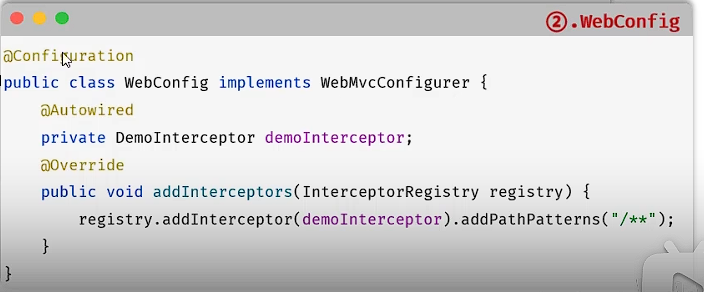 ②.WebConfig
@Configuration
public class WebConfig implements WebMvcConfigurer {
    @Autowired
    private DemoInterceptor demoInterceptor;
    @Override
    public void addInterceptors(InterceptorRegistry registry) {
        registry.addInterceptor(demoInterceptor).addPathPatterns("/**");
    }
}